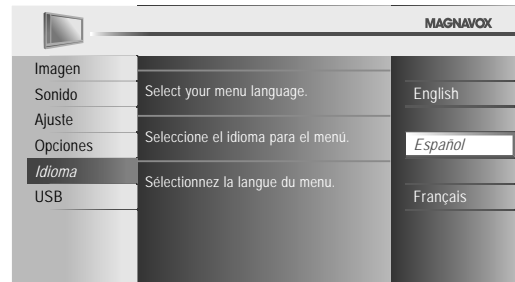 MAGNAVOX
Imagen
Sonido
Ajuste
Opciones
Idioma
USB
Select your menu language.
Seleccione el idioma para el menú.
Sélectionnez la langue du menu.
English
Español
Français